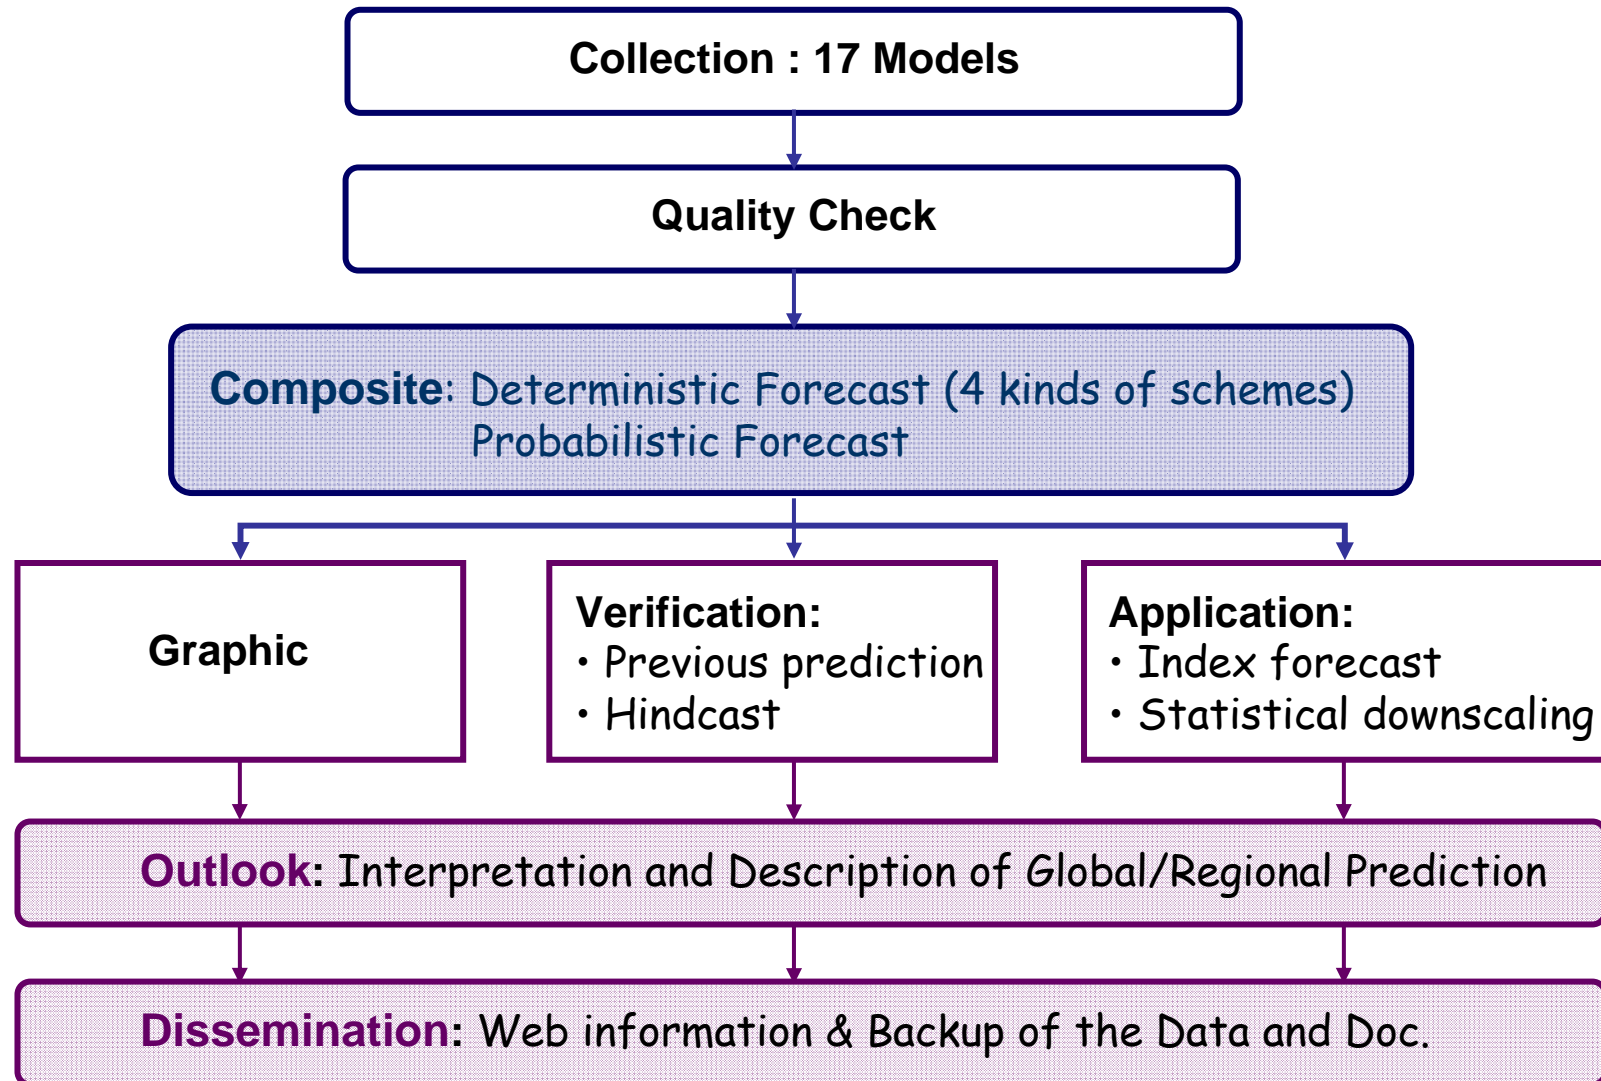 Collection : 17 Models
Quality Check
Composite: Deterministic Forecast (4 kinds of schemes)
Probabilistic Forecast
Graphic
Verification:
• Previous prediction
• Hindcast
Application:
• Index forecast
• Statistical downscaling
Outlook: Interpretation and Description of Global/Regional Prediction
Dissemination: Web information & Backup of the Data and Doc.